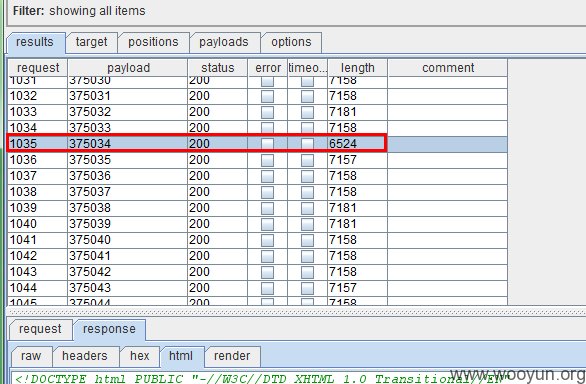 Filter: showing all items
results target positions payloads options
request payload status error timeo... length comment
1031 375030 200 7158
1032 375031 200 7158
1033 375032 200 7181
1034 375033 200 7158
1035 375034 200 6524
1036 375035 200 7157
1037 375036 200 7158
1038 375037 200 7158
1039 375038 200 7181
1040 375039 200 7181
1041 375040 200 7158
1042 375041 200 7158
1043 375042 200 7158
1044 375043 200 7157
1045 375044 200 7158
request response
raw headers hex html render
<!DOCTYPE html PUBLIC "-//W3C//DTD XHTML 1.0 Transitional//EN"
www.wooyun.org